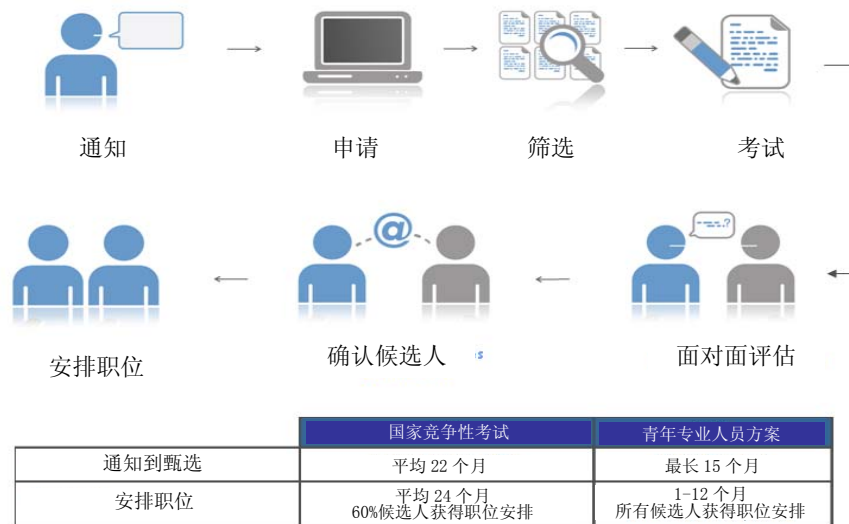 通知
申请
筛选
考试
安排职位
确认候选人
面对面评估
国家竞争性考试
青年专业人员方案
通知到甄选
平均 22 个月
最长 15 个月
安排职位
平均 24 个月
60%候选人获得职位安排
1-12 个月
所有候选人获得职位安排